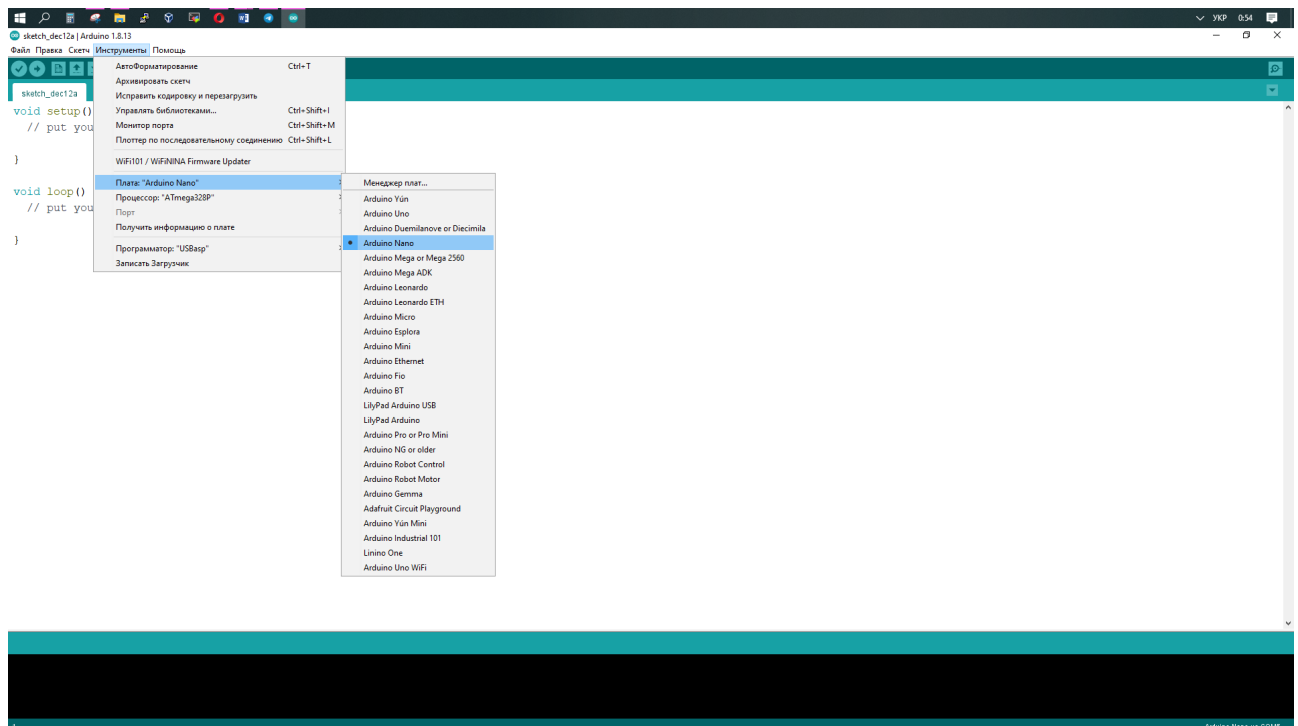 УКР 0:54
sketch_dec12a | Arduino 1.8.13
Файл Правка Скетч Инструменты Помощь
sketch_dec12a
void setup()
// put you
}
void loop()
// put you
}
АвтоФорматирование Ctrl+T
Архивировать скетч
Исправить кодировку и перезагрузить
Управлять библиотеками... Ctrl+Shift+I
Монитор порта Ctrl+Shift+M
Плоттер по последовательному соединению Ctrl+Shift+L
WiFi101 / WiFiNINA Firmware Updater
Плата: "Arduino Nano"
Процессор: "ATmega328P"
Порт
Получить информацию о плате
Программатор: "USBasp"
Записать Загрузчик
Менеджер плат...
Arduino Yún
Arduino Uno
Arduino Duemilanove or Diecimila
Arduino Nano
Arduino Mega or Mega 2560
Arduino Mega ADK
Arduino Leonardo
Arduino Leonardo ETH
Arduino Micro
Arduino Esplora
Arduino Mini
Arduino Ethernet
Arduino Fio
Arduino BT
LilyPad Arduino USB
LilyPad Arduino
Arduino Pro or Pro Mini
Arduino NG or older
Arduino Robot Control
Arduino Robot Motor
Arduino Gemma
Adafruit Circuit Playground
Arduino Yún Mini
Arduino Industrial 101
Linino One
Arduino Uno WiFi